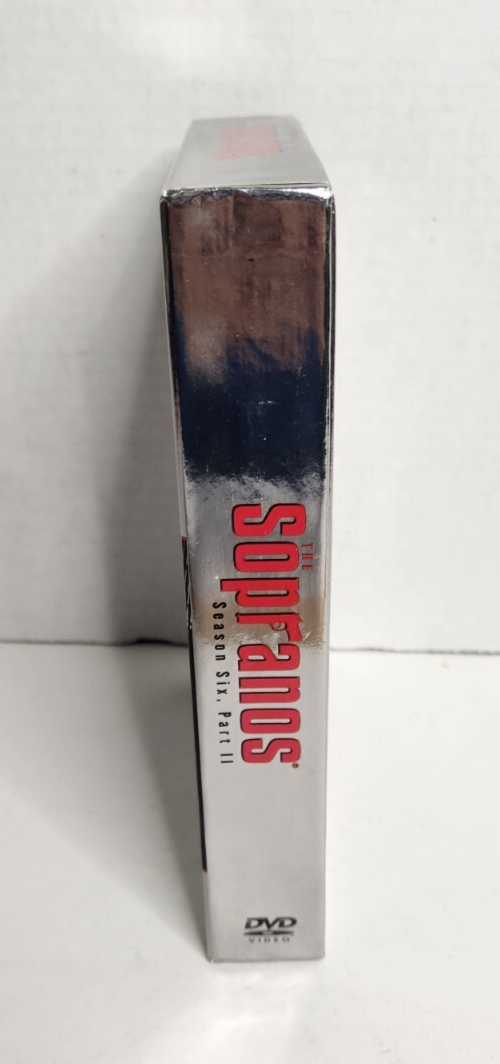 THE
Sopranos®
Season Six, Part II
DVD
VIDEO